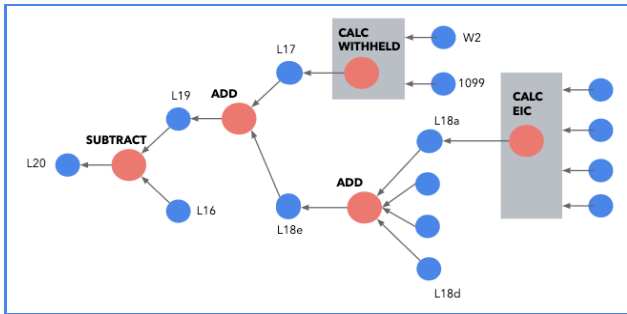 CALC
WITHHELD
W2
L17
1099
CALC
EIC
ADD
L19
L18a
SUBTRACT
L20
ADD
L16
L18e
L18d